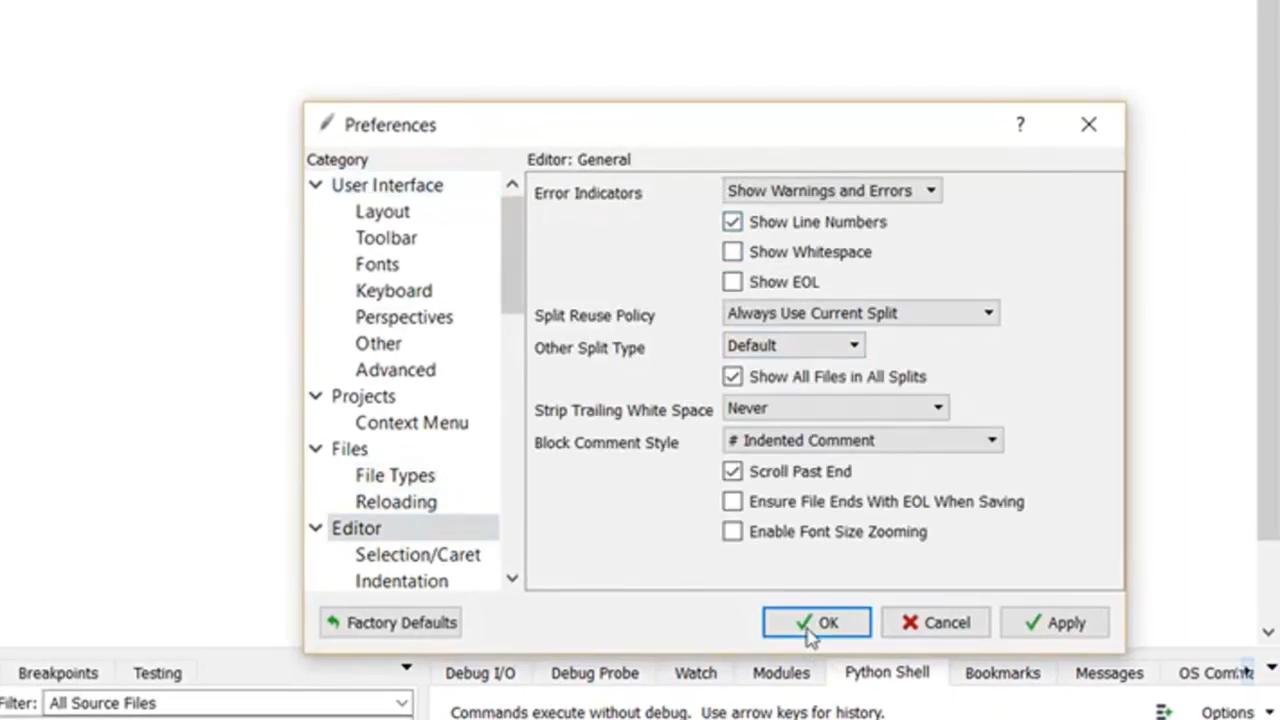 Preferences
?
Category
Editor: General
User Interface
Layout
Toolbar
Fonts
Keyboard
Perspectives
Other
Advanced
Projects
Context Menu
Files
File Types
Reloading
Editor
Selection/Caret
Indentation
Error Indicators
Show Warnings and Errors
Show Line Numbers
Show Whitespace
Show EOL
Split Reuse Policy
Always Use Current Split
Other Split Type
Default
Show All Files in All Splits
Strip Trailing White Space
Never
Block Comment Style
# Indented Comment
Scroll Past End
Ensure File Ends With EOL When Saving
Enable Font Size Zooming
Factory Defaults
OK
Cancel
Apply
Breakpoints
Testing
Debug I/O
Debug Probe
Watch
Modules
Python Shell
Bookmarks
Messages
OS
Filter:
All Source Files
Commands execute without debug. Use arrow keys for history.
Options